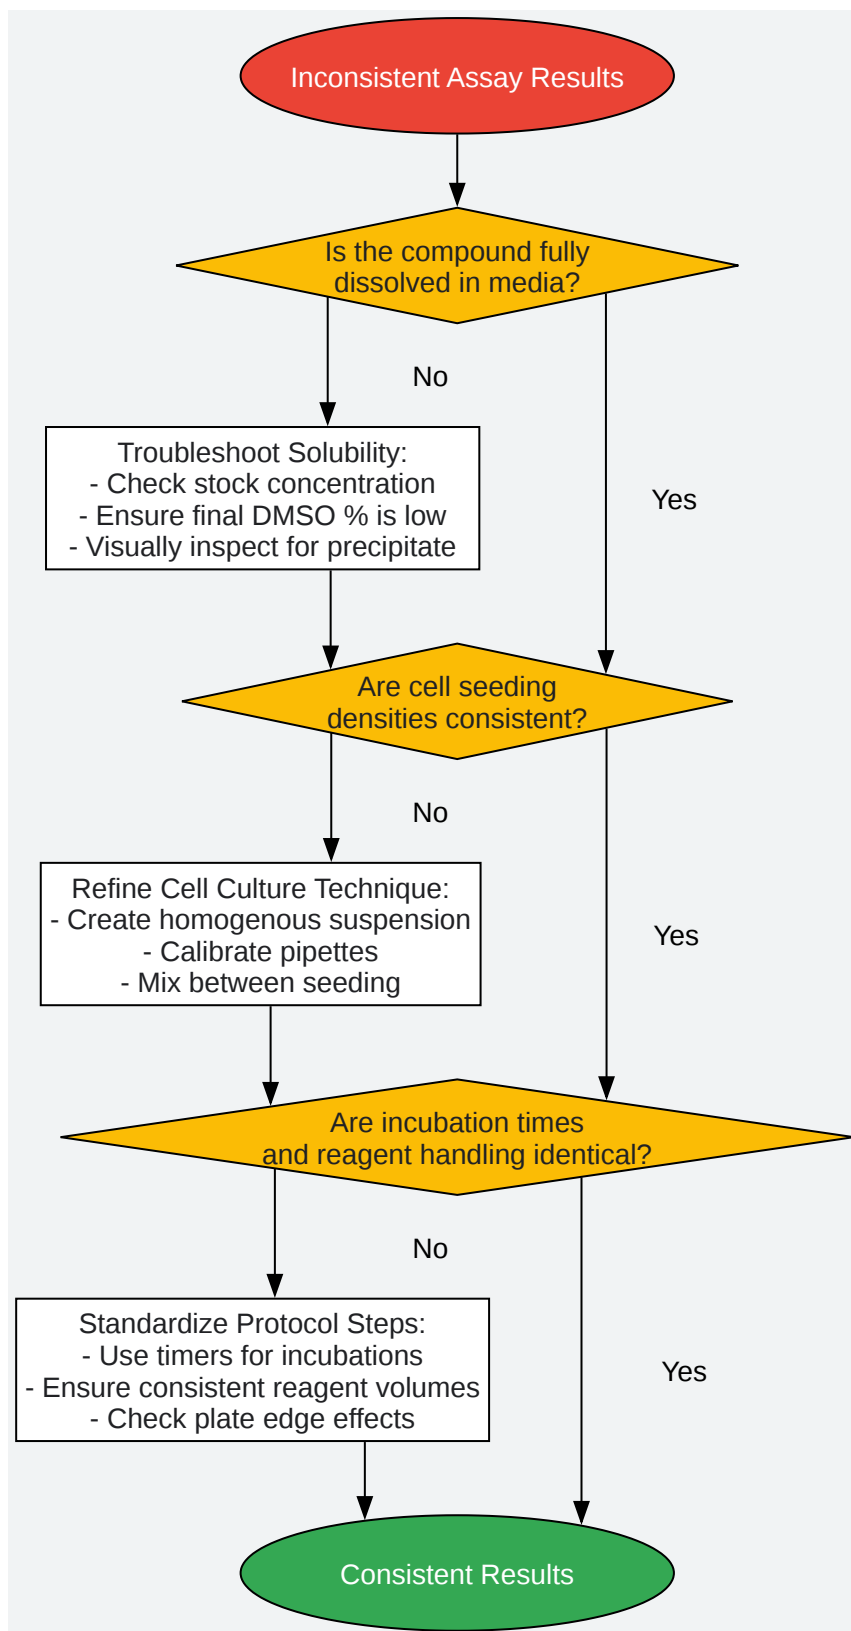 Inconsistent Assay Results
Is the compound fully
dissolved in media?
No
Troubleshoot Solubility:
- Check stock concentration
- Ensure final DMSO % is low
- Visually inspect for precipitate
Yes
Are cell seeding
densities consistent?
No
Refine Cell Culture Technique:
- Create homogenous suspension
- Calibrate pipettes
- Mix between seeding
Yes
Are incubation times
and reagent handling identical?
No
Standardize Protocol Steps:
- Use timers for incubations
- Ensure consistent reagent volumes
- Check plate edge effects
Yes
Consistent Results